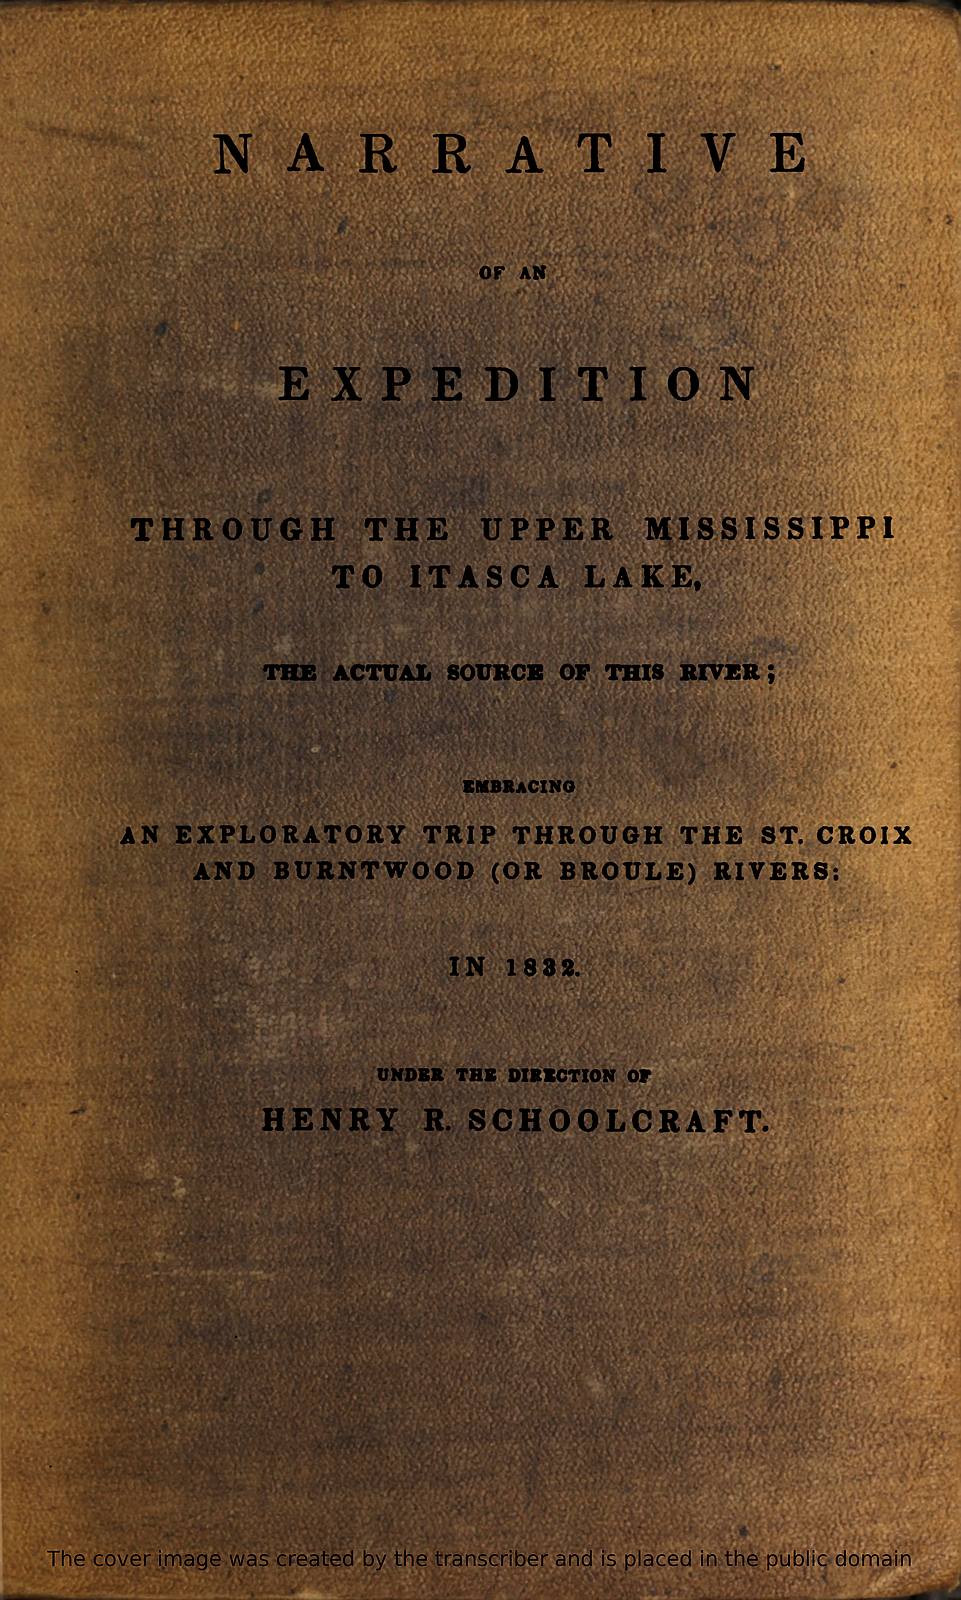 NARRATIVE
OF AN
EXPEDITION
THROUGH THE UPPER MISSISSIPPI
TO ITASCA LAKE,
THE ACTUAL SOURCE OF THIS RIVER;
EMBRACING
AN EXPLORATORY TRIP THROUGH THE ST. CROIX
AND BURNTWOOD (OR BROULE) RIVERS:
IN 1832.
UNDER THE DIRECTION OF
HENRY R. SCHOOLCRAFT.
The cover image was created by the transcriber and is placed in the public domain